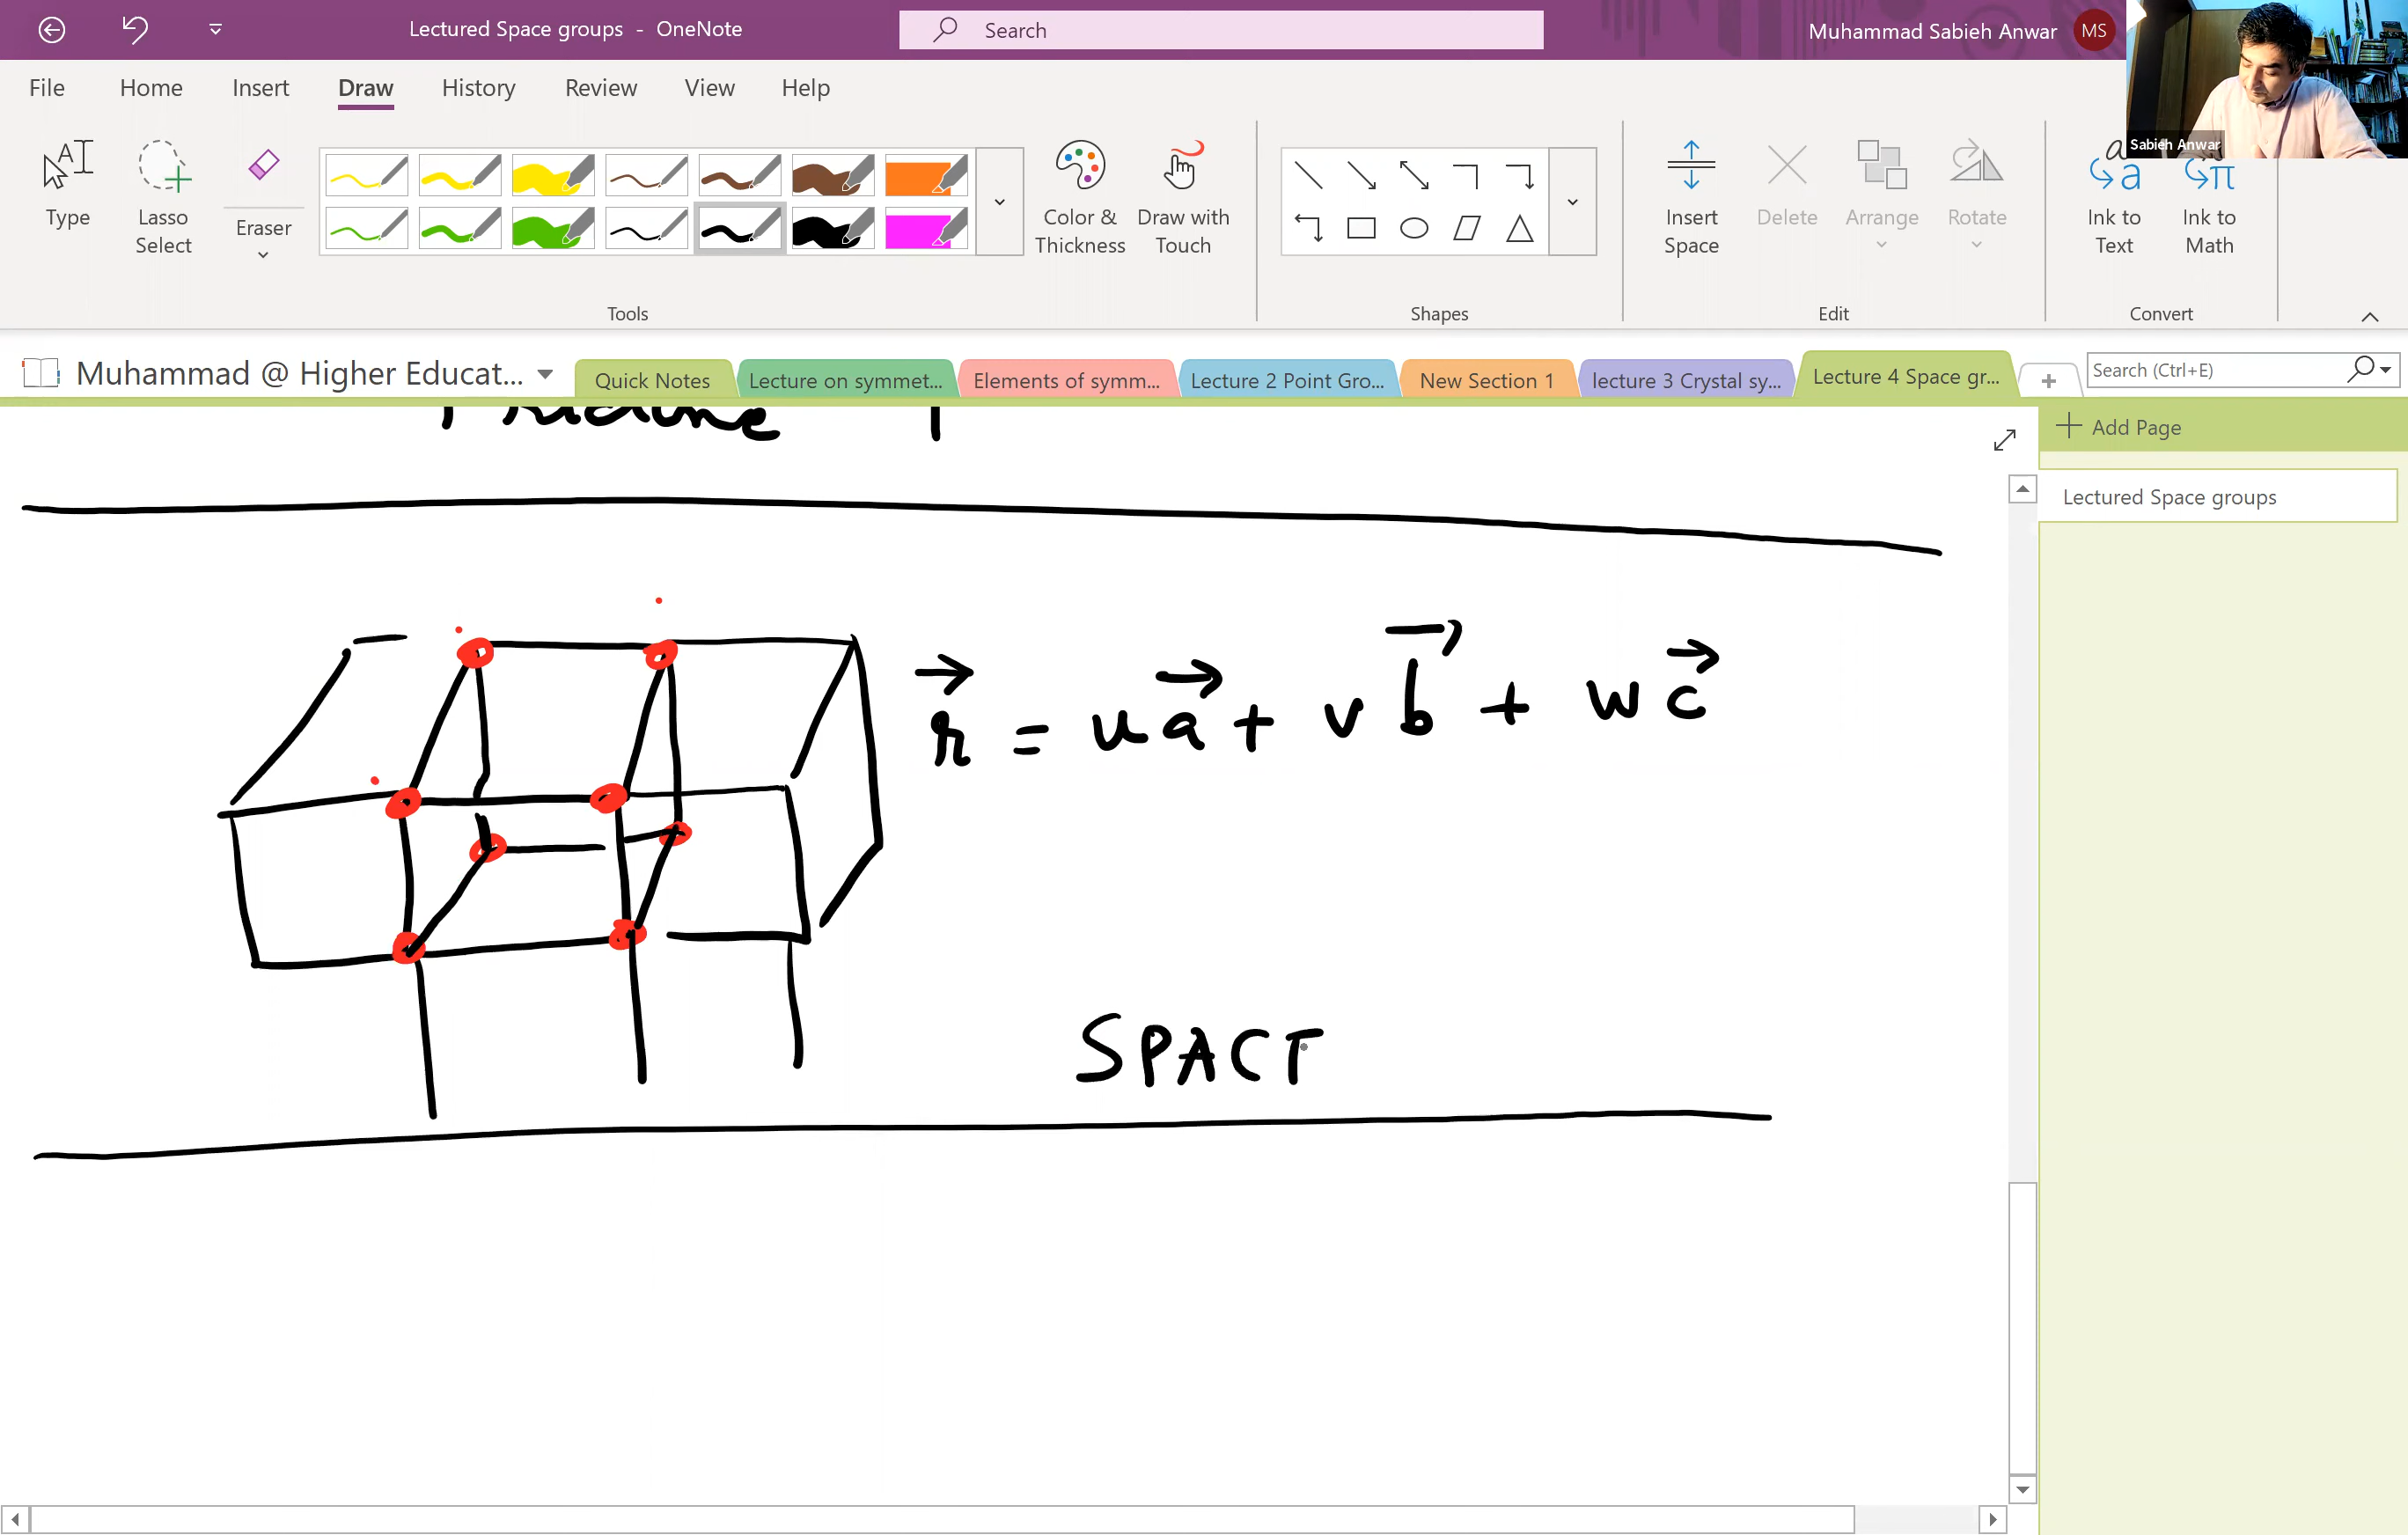 Lectured Space groups - OneNote
Search
Muhammad Sabieh Anwar MS
Sabieh Anwar
File Home Insert Draw History Review View Help
Type
Lasso Select
Eraser
Color & Thickness
Draw with Touch
Insert Space
Delete
Arrange
Rotate
Ink to Text
Ink to Math
Tools
Shapes
Edit
Convert
Muhammad @ Higher Educat...
Quick Notes
Lecture on symmet...
Elements of symm...
Lecture 2 Point Gro...
New Section 1
lecture 3 Crystal sy...
Lecture 4 Space gr...
Search (Ctrl+E)
Add Page
Lectured Space groups
r⃗ = u a⃗ + v b⃗ + w c⃗